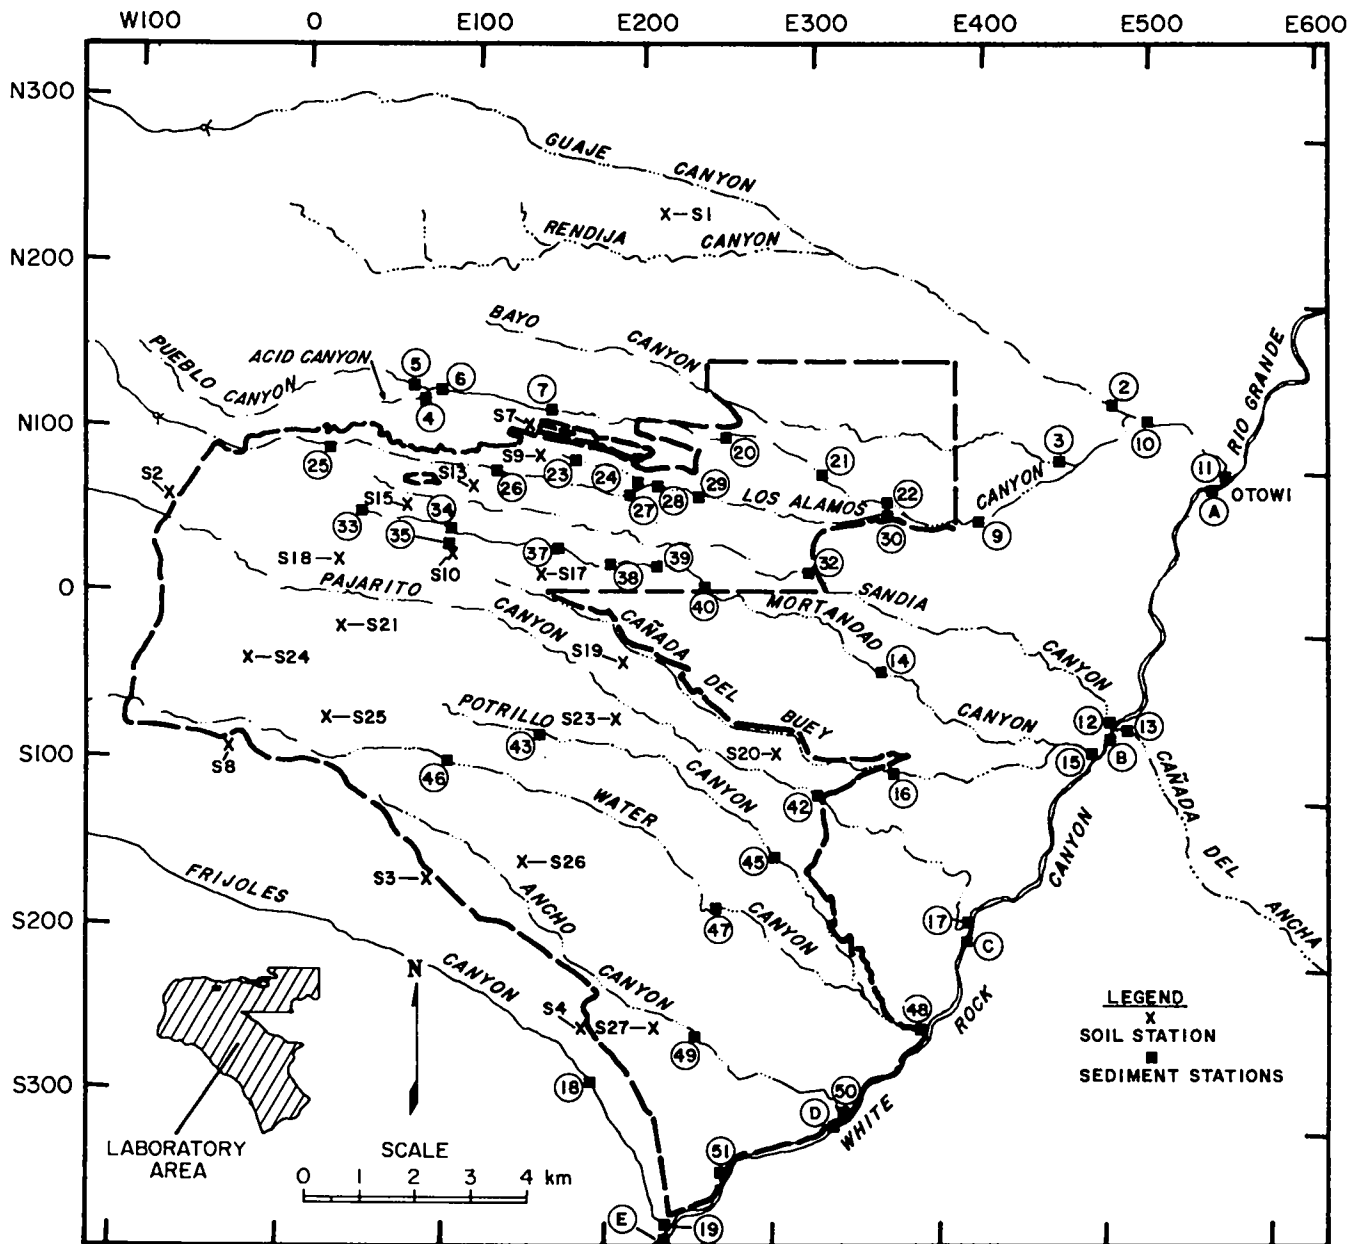 W100 0 E100 E200 E300 E400 E500 E600
N300
N200
N100
0
S100
S200
S300
GUAJE CANYON
X-S1
RENDIJA CANYON
BAYO CANYON
PUEBLO CANYON
ACID CANYON
5
6
4
7
2
10
3
11
RIO GRANDE
A
OTOWI
S7
S9
S2
25
S13
26
23
24
27
28
29
20
21
22
30
9
LOS ALAMOS CANYON
S15
34
33
35
S10
S18
37
S17
38
39
40
32
SANDIA CANYON
PAJARITO CANYON
MORTANDAD CANYON
CAÑADA DEL BUEY
X-S21
X-S24
S19
14
12
13
B
15
X-S25
POTRILLO CANYON
S23
43
S20
16
S8
46
42
CAÑADA DEL ANCHA
WATER CANYON
45
X-S26
S3
47
FRIJOLES CANYON
ANCHO CANYON
17
C
WHITE ROCK CANYON
S4
S27
49
48
18
50
D
51
E
19
N
LABORATORY
AREA
SCALE
0 1 2 3 4 km
LEGEND
X
SOIL STATION
SEDIMENT STATIONS